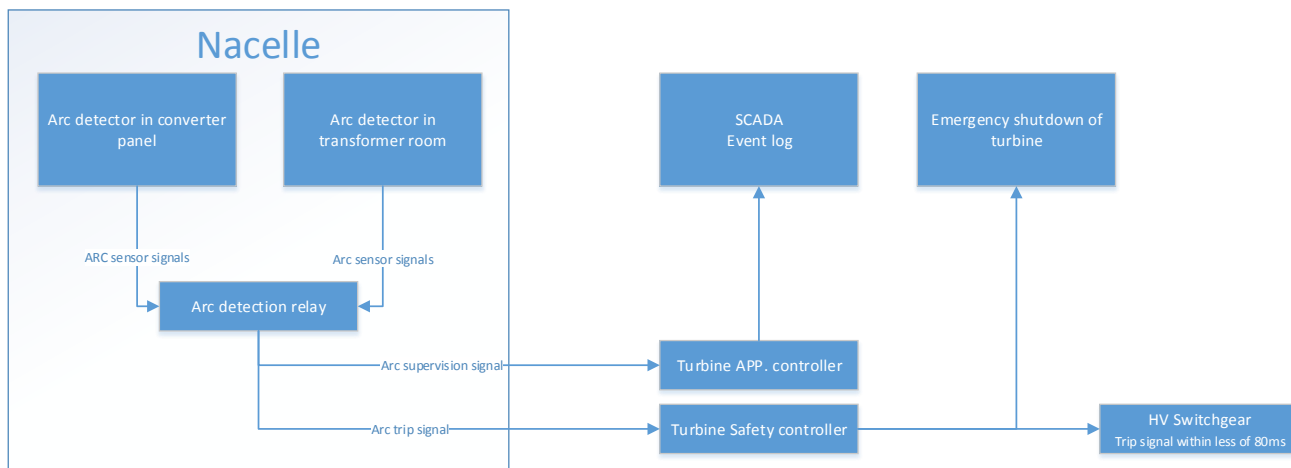 Nacelle
Arc detector in converter
panel
Arc detector in
transformer room
SCADA
Event log
Emergency shutdown of
turbine
ARC sensor signals
Arc sensor signals
Arc detection relay
Arc supervision signal
Turbine APP. controller
Arc trip signal
Turbine Safety controller
HV Switchgear
Trip signal within less of 80ms